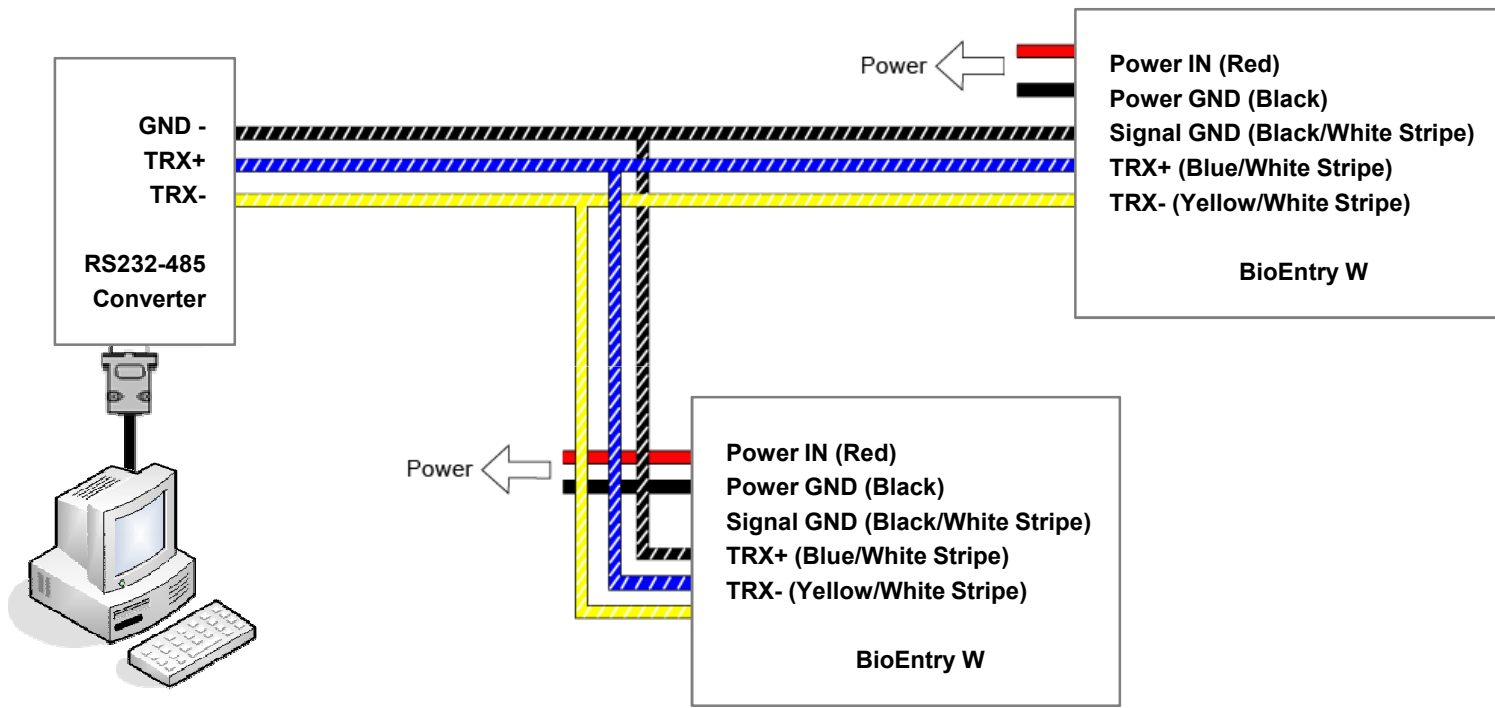 Power
Power IN (Red)
Power GND (Black)
Signal GND (Black/White Stripe)
TRX+ (Blue/White Stripe)
TRX- (Yellow/White Stripe)
BioEntry W
GND -
TRX+
TRX-
RS232-485
Converter
Power
Power IN (Red)
Power GND (Black)
Signal GND (Black/White Stripe)
TRX+ (Blue/White Stripe)
TRX- (Yellow/White Stripe)
BioEntry W